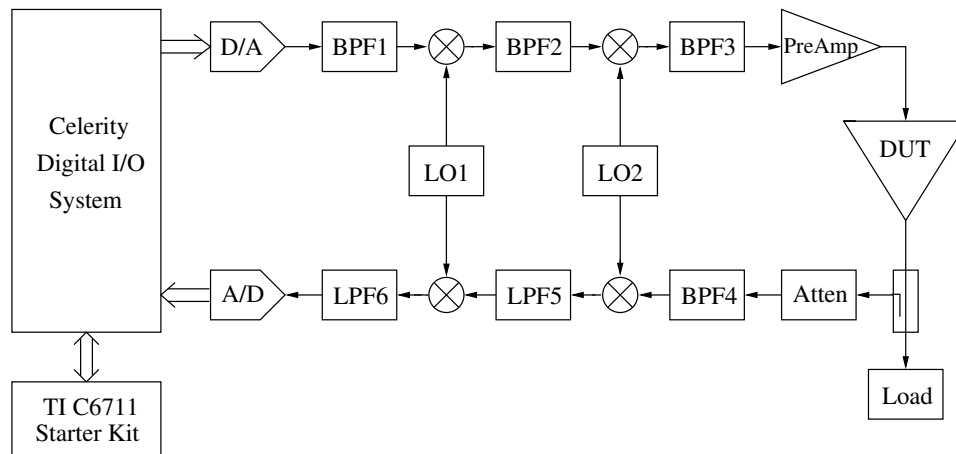 D/A
BPF1
BPF2
BPF3
PreAmp
Celerity
Digital I/O
System
LO1
LO2
DUT
A/D
LPF6
LPF5
BPF4
Atten
Load
TI C6711
Starter Kit